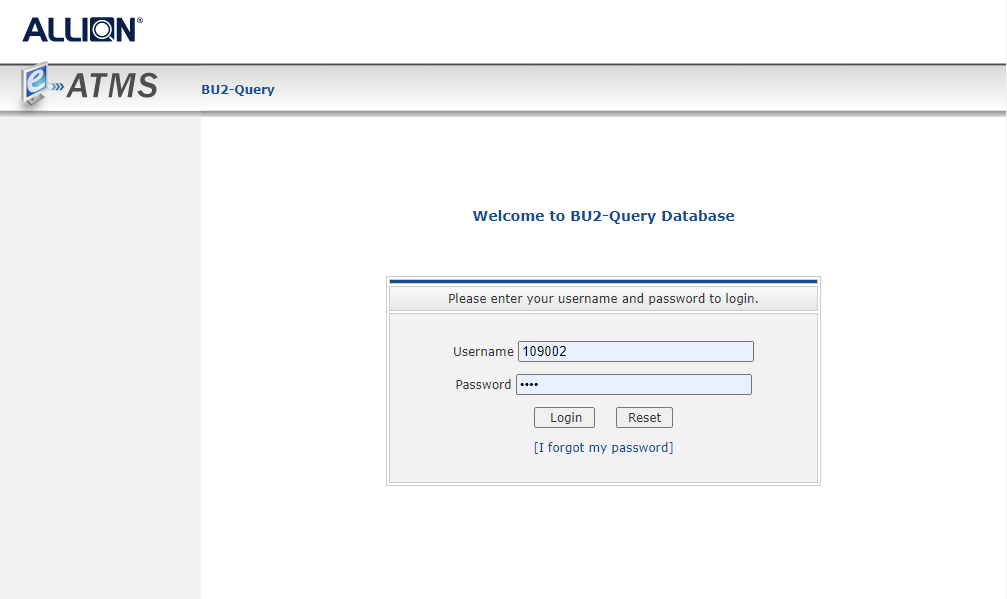 ALLION®
e ATMS BU2-Query
Welcome to BU2-Query Database
Please enter your username and password to login.
Username 109002
Password ••••
Login Reset
[I forgot my password]